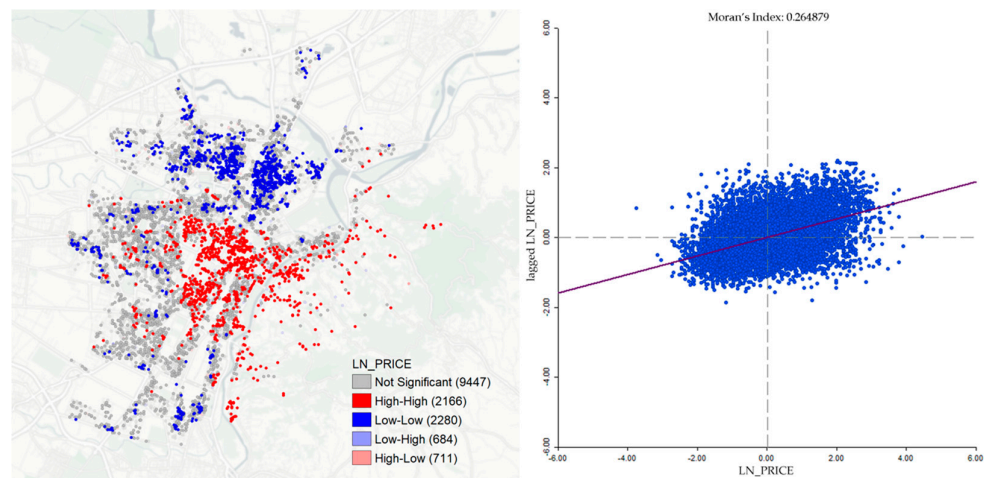 LN_PRICE
Not Significant (9447)
High-High (2166)
Low-Low (2280)
Low-High (684)
High-Low (711)
Moran's Index: 0.264879
6.00
4.00
2.00
0.00
-2.00
-4.00
-6.00
lagged LN_PRICE
-6.00 -4.00 -2.00 0.00 2.00 4.00 6.00
LN_PRICE